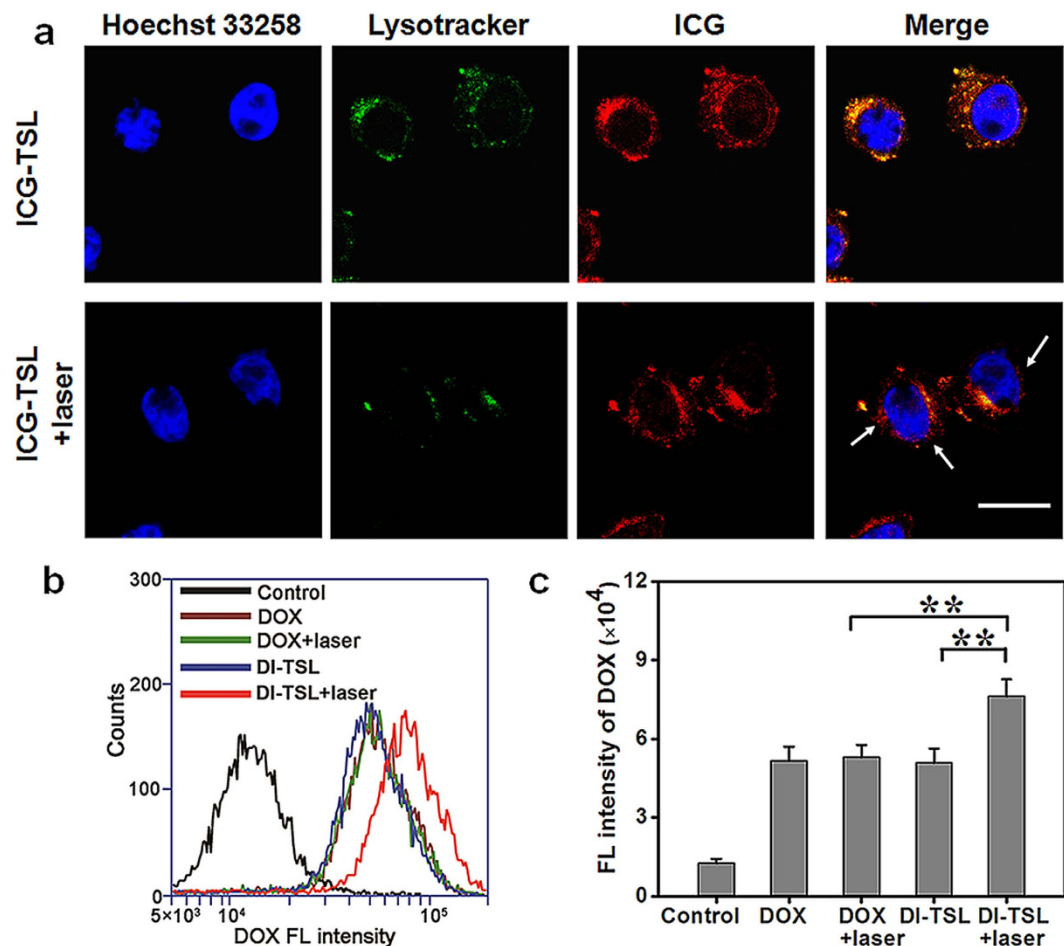 a
Hoechst 33258
Lysotracker
ICG
Merge
ICG-TSL
ICG-TSL
+laser
b
300
200
100
0
Counts
Control
DOX
DOX+laser
DI-TSL
DI-TSL+laser
5×10³
10⁴
10⁵
DOX FL intensity
c
12
9
6
3
0
FL intensity of DOX (×10⁴)
**
**
Control
DOX
DOX
+laser
DI-TSL
DI-TSL
+laser